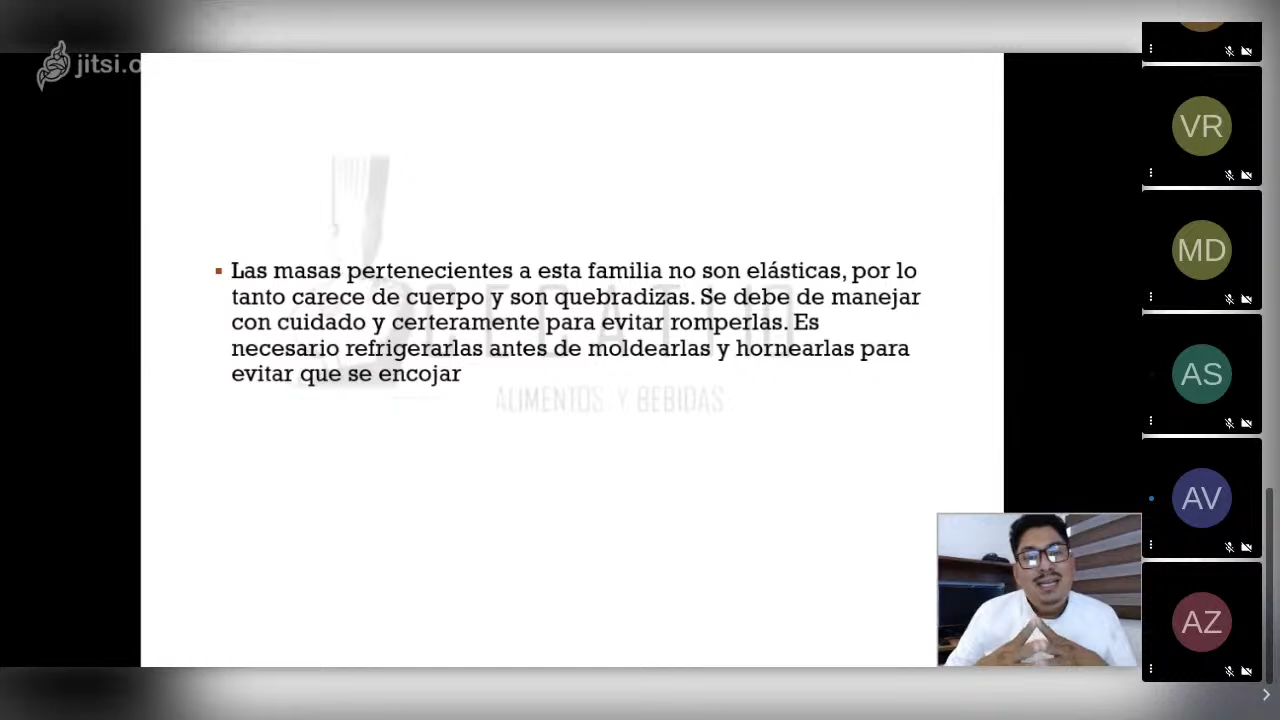 jitsi.o
Las masas pertenecientes a esta familia no son elásticas, por lo
tanto carece de cuerpo y son quebradizas. Se debe de manejar
con cuidado y certeramente para evitar romperlas. Es
necesario refrigerarlas antes de moldearlas y hornearlas para
evitar que se encojar
ALIMENTOS Y BEBIDAS
VR
MD
AS
AV
AZ